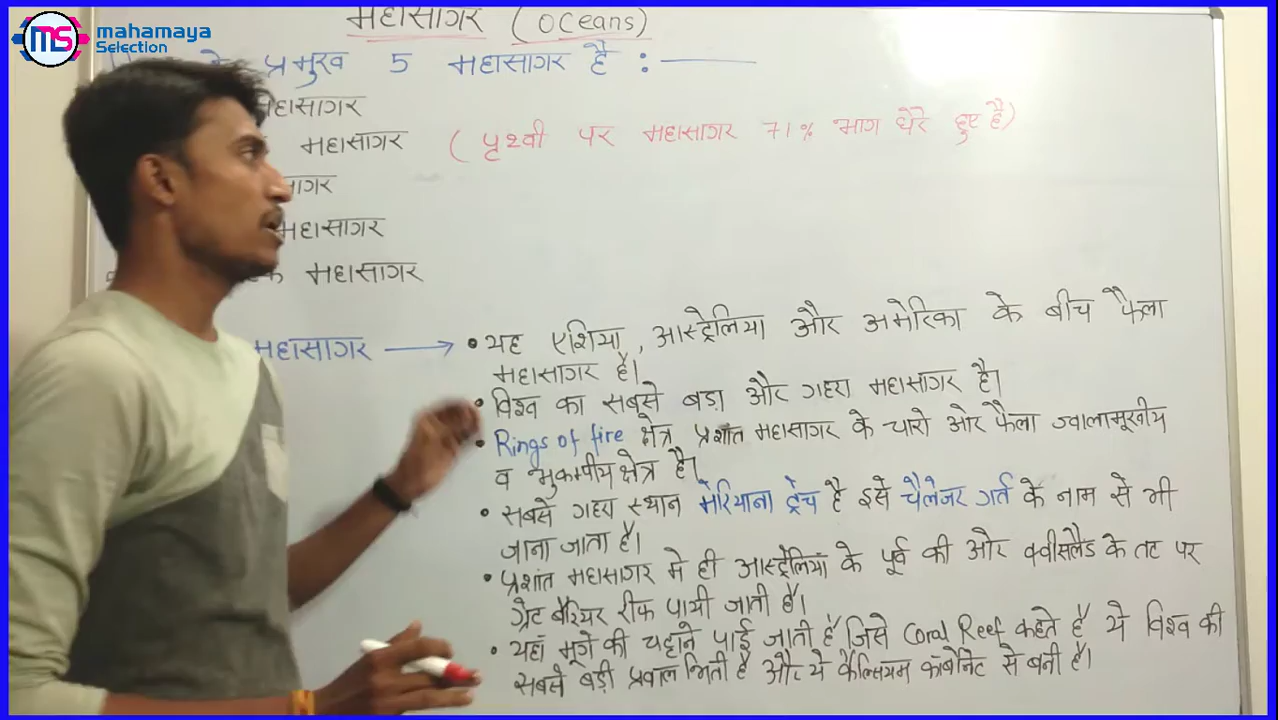 महासागर (Oceans)
mahamaya
Selection
प्रमुख 5 महासागर है :—
महासागर
महासागर (पृथ्वी पर महासागर 71% भाग घेरे हुए है)
सागर
महासागर
महासागर
महासागर → • यह एशिया, आस्ट्रेलिया और अमेरिका के बीच फैला
महासागर है।
• विश्व का सबसे बड़ा और गहरा महासागर है।
• Rings of fire क्षेत्र प्रशांत महासागर के चारो ओर फैला ज्वालामूखीय
व भुकम्पीय क्षेत्र है।
• सबसे गहरा स्थान मेरियाना ट्रेंच है इसे चैलेंजर गर्त के नाम से भी
जाना जाता है।
• प्रशांत महासागर मे ही आस्ट्रेलिया के पूर्व की और क्वीसलैंड के तट पर
ग्रेट बैरियर रीफ पायी जाती है।
• यहाँ मूगे की चट्टाने पाई जाती है जिसे Coral Reef कहते है ये विश्व की
सबसे बड़ी प्रवाल भिती है और ये कैल्सियम कॉर्बोनेट से बनी है।